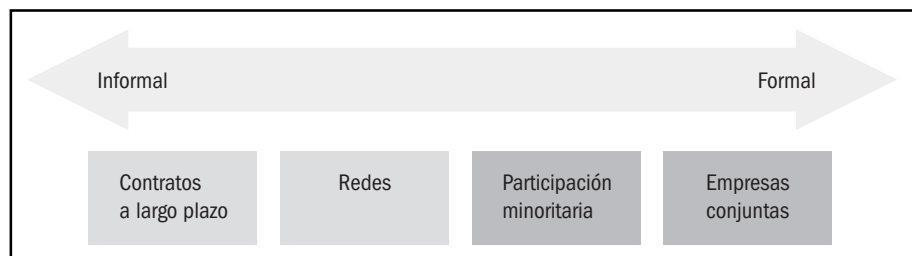 Informal
Formal
Contratos
a largo plazo
Redes
Participación
minoritaria
Empresas
conjuntas